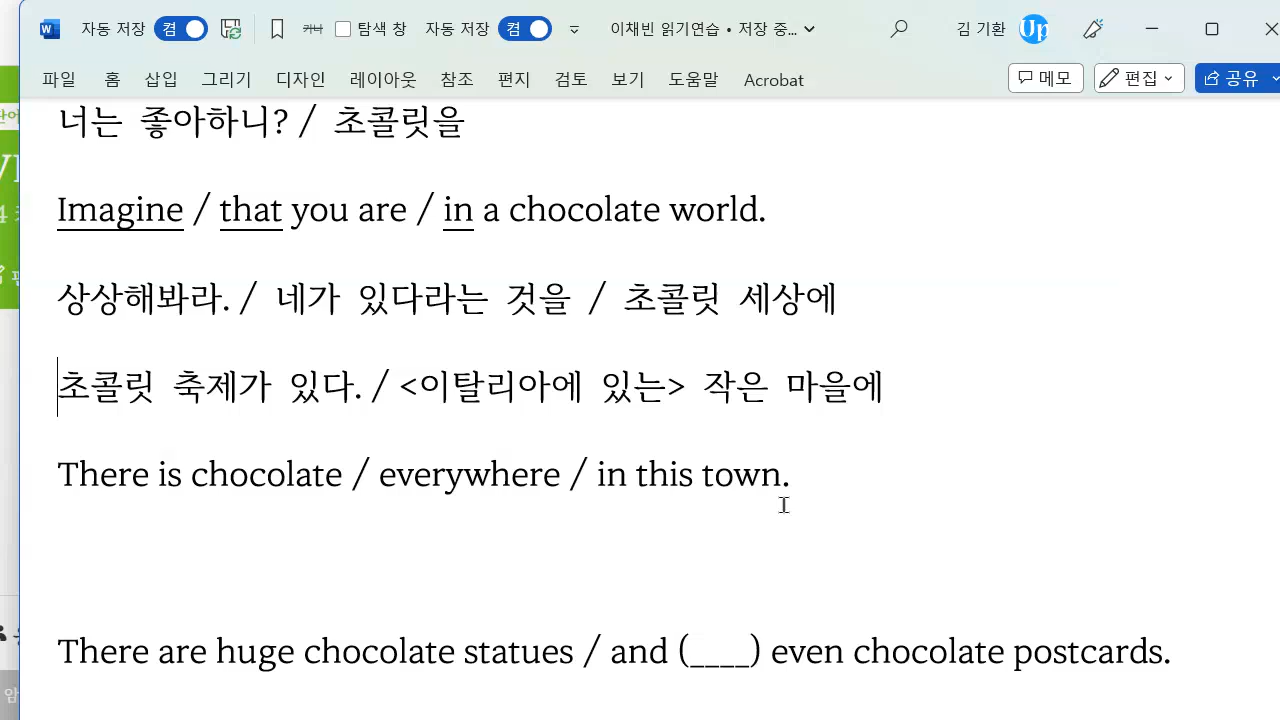 자동 저장 켬 가나 탐색 창 자동 저장 켬 이채빈 읽기연습 • 저장 중... 김 기환 Up
파일 홈 삽입 그리기 디자인 레이아웃 참조 편지 검토 보기 도움말 Acrobat 메모 편집 공유
너는 좋아하니? / 초콜릿을
Imagine / that you are / in a chocolate world.
상상해봐라. / 네가 있다라는 것을 / 초콜릿 세상에
초콜릿 축제가 있다. / <이탈리아에 있는> 작은 마을에
There is chocolate / everywhere / in this town.
There are huge chocolate statues / and (____) even chocolate postcards.